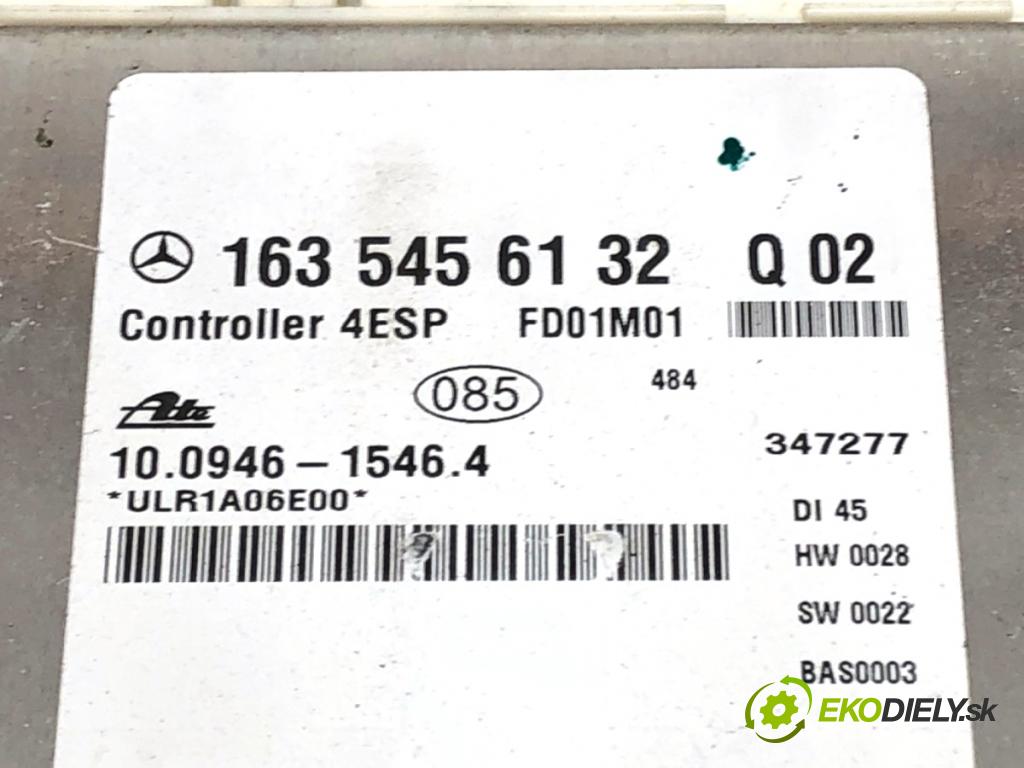 163 545 61 32 Q 02
Controller 4ESP FD01M01
Ate 085 484
10.0946-1546.4 347277
*ULR1A06E00* DI 45
HW 0028
SW 0022
BAS0003
EKODIELY.sk